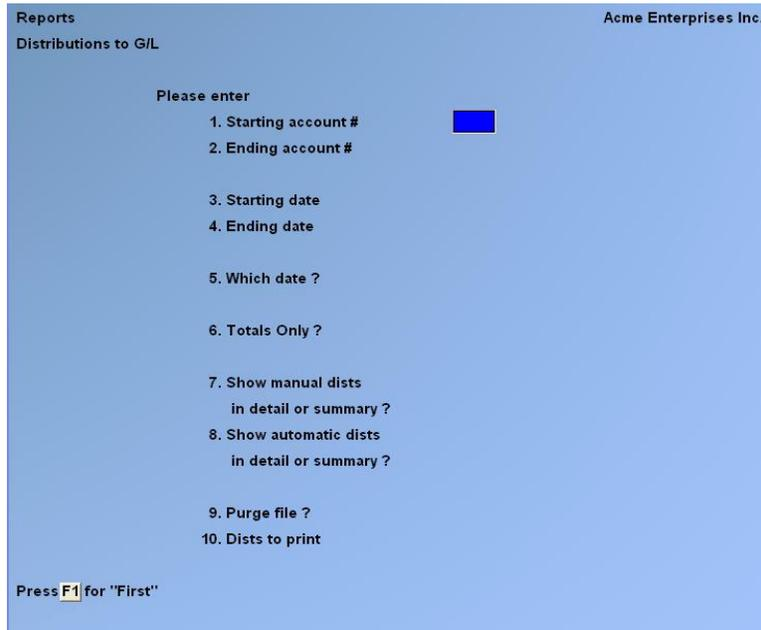 Reports Acme Enterprises Inc.
Distributions to G/L
Please enter
1. Starting account #
2. Ending account #
3. Starting date
4. Ending date
5. Which date ?
6. Totals Only ?
7. Show manual dists
in detail or summary ?
8. Show automatic dists
in detail or summary ?
9. Purge file ?
10. Dists to print
Press F1 for "First"